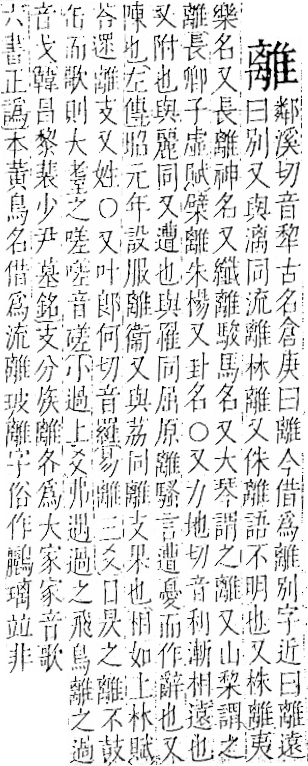 離
鄰溪切音犂古名倉庚曰離今借爲離別字近曰離遠
曰別又與漓同流離林離又侏離語不明也又株離夷
樂名又長離神名又纖離駿馬名又大琴謂之離又山棃謂之
離長卿子虛賦檗離朱楊又卦名○又力地切音利漸相遠也
又附也與麗同又遭也與罹同屈原離騷言遭憂而作辭也又
陳也左傳昭元年設服離衞又與荔同離支果也相如上林賦
荅遝離支又姓○又叶郎何切音羅易離三爻日昃之離不鼓
缶而歌則大耋之嗟嗟音嗟小過上爻弗遇過之飛鳥離之過
音戈韓昌黎裴少尹墓銘支分族離各爲大家家音歌
六書正譌本黃鳥名借爲流離玻離字俗作鸝璃竝非